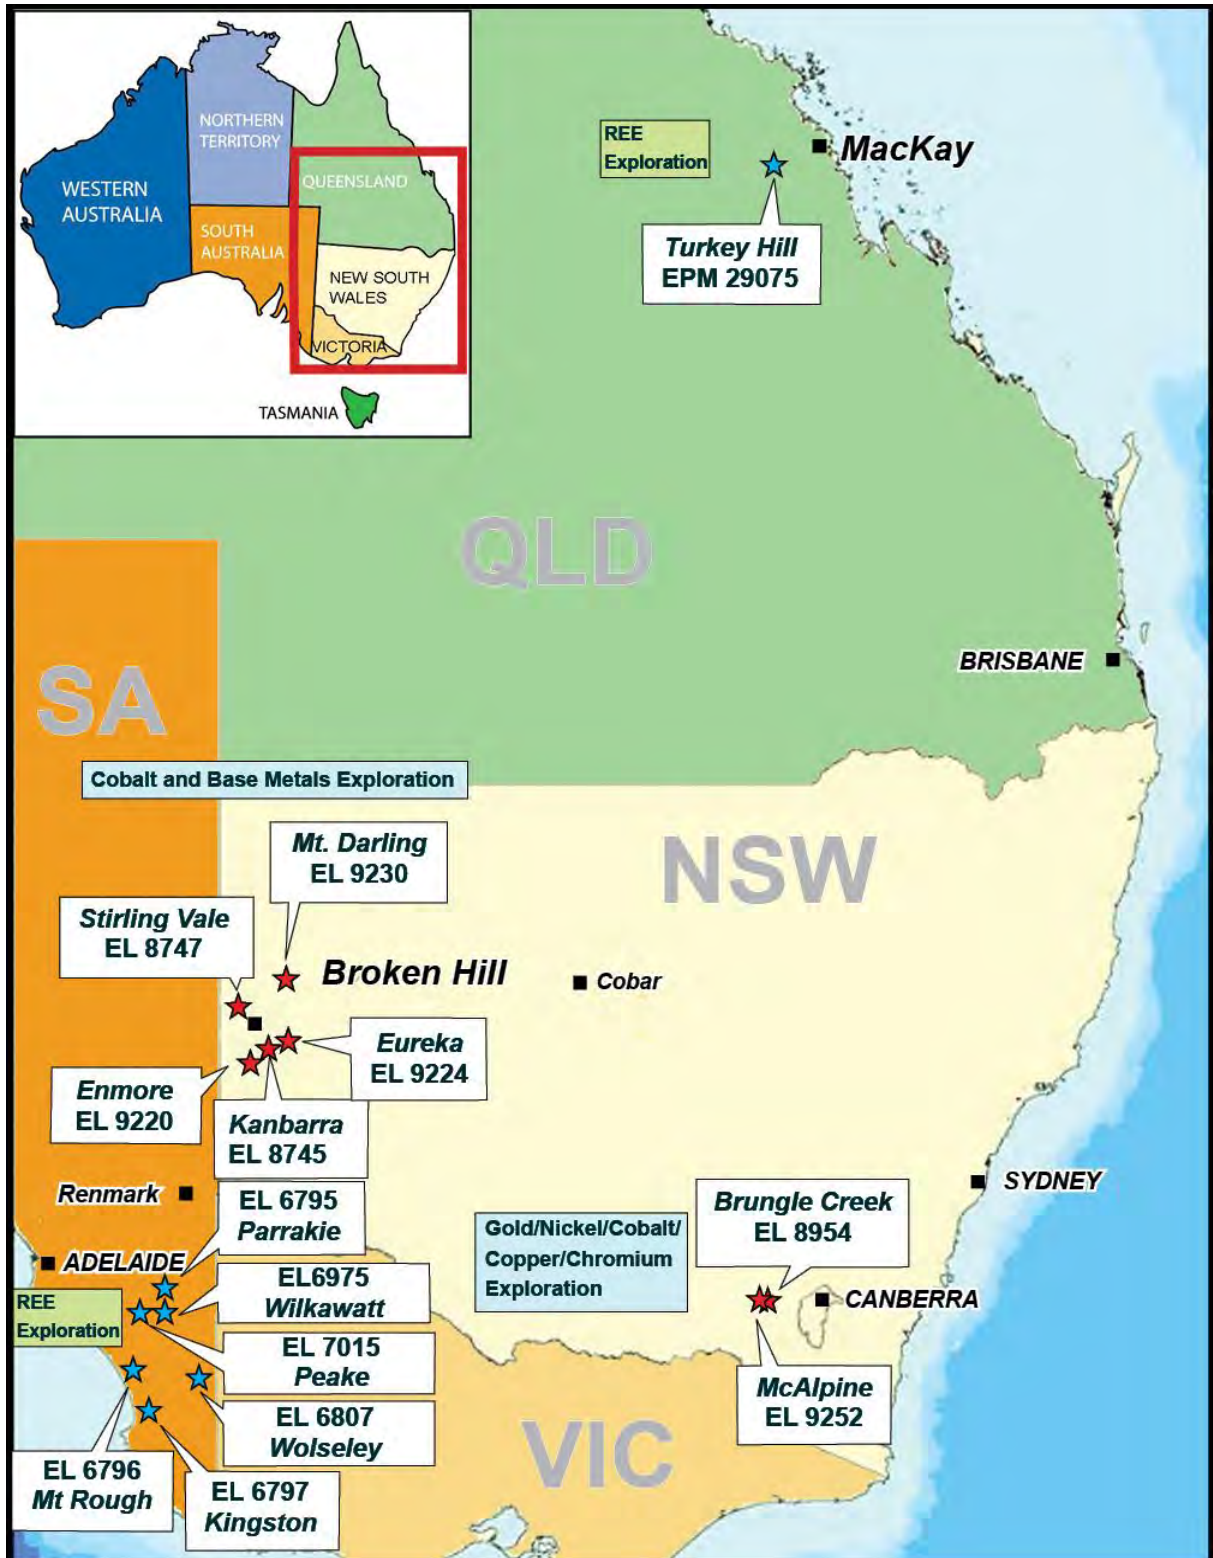 NORTHERN
TERRITORY
WESTERN
AUSTRALIA
QUEENSLAND
SOUTH
AUSTRALIA
NEW SOUTH
WALES
VICTORIA
TASMANIA
REE
Exploration
MacKay
Turkey Hill
EPM 29075
QLD
BRISBANE
SA
Cobalt and Base Metals Exploration
NSW
Mt. Darling
EL 9230
Stirling Vale
EL 8747
Broken Hill
Cobar
Eureka
EL 9224
Enmore
EL 9220
Kanbarra
EL 8745
Renmark
SYDNEY
EL 6795
Parrakie
Brungle Creek
EL 8954
Gold/Nickel/Cobalt/
Copper/Chromium
Exploration
ADELAIDE
EL6975
Wilkawatt
CANBERRA
REE
Exploration
EL 7015
Peake
McAlpine
EL 9252
EL 6807
Wolseley
VIC
EL 6796
Mt Rough
EL 6797
Kingston